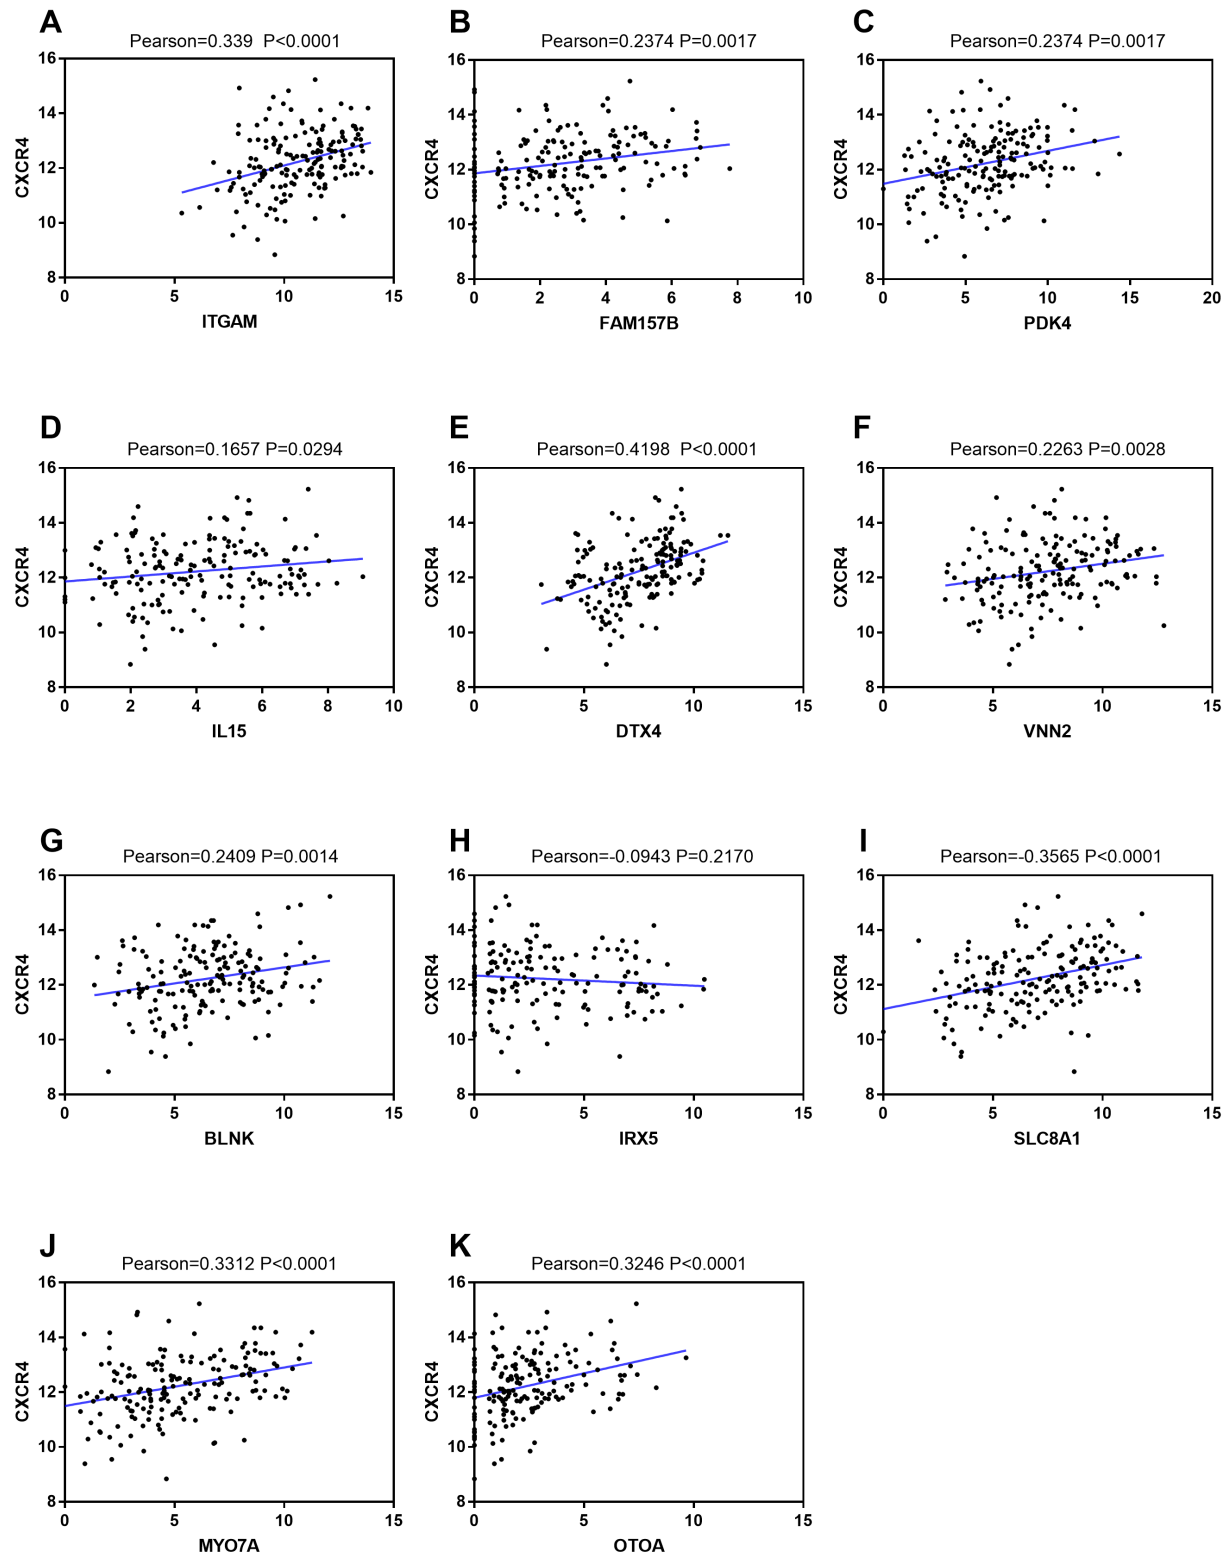 A
Pearson=0.339 P<0.0001
16
14
12
10
8
CXCR4
0 5 10 15
ITGAM
B
Pearson=0.2374 P=0.0017
16
14
12
10
8
CXCR4
0 2 4 6 8 10
FAM157B
C
Pearson=0.2374 P=0.0017
16
14
12
10
8
CXCR4
0 5 10 15 20
PDK4
D
Pearson=0.1657 P=0.0294
16
14
12
10
8
CXCR4
0 2 4 6 8 10
IL15
E
Pearson=0.4198 P<0.0001
16
14
12
10
8
CXCR4
0 5 10 15
DTX4
F
Pearson=0.2263 P=0.0028
16
14
12
10
8
CXCR4
0 5 10 15
VNN2
G
Pearson=0.2409 P=0.0014
16
14
12
10
8
CXCR4
0 5 10 15
BLNK
H
Pearson=-0.0943 P=0.2170
16
14
12
10
8
CXCR4
0 5 10 15
IRX5
I
Pearson=-0.3565 P<0.0001
16
14
12
10
8
CXCR4
0 5 10 15
SLC8A1
J
Pearson=0.3312 P<0.0001
16
14
12
10
8
CXCR4
0 5 10 15
MYO7A
K
Pearson=0.3246 P<0.0001
16
14
12
10
8
CXCR4
0 5 10 15
OTOA